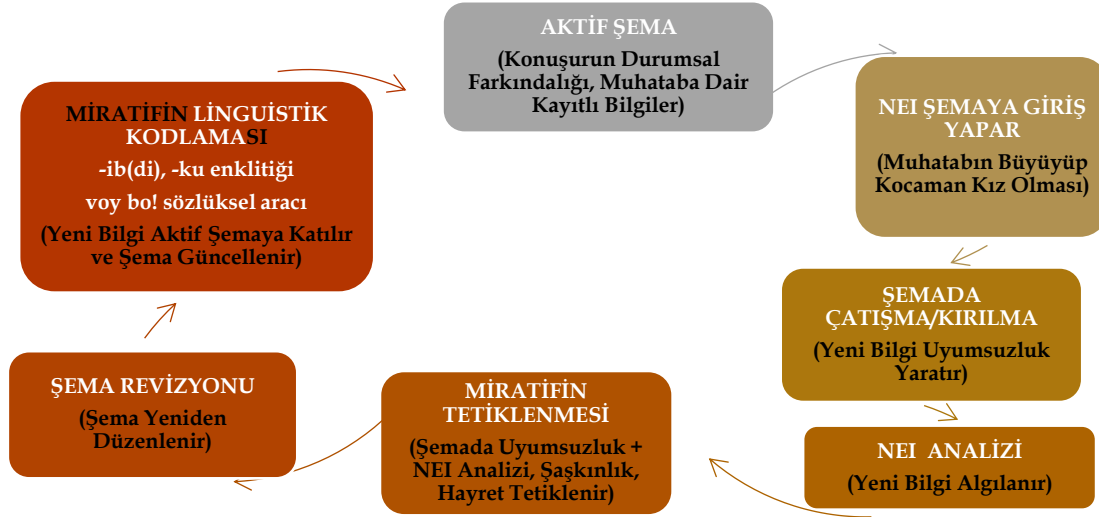 AKTİF ŞEMA
(Konuşurun Durumsal
Farkındalığı, Muhataba Dair
Kayıtlı Bilgiler)
NEI ŞEMAYA GİRİŞ
YAPAR
(Muhatabın Büyüyüp
Kocaman Kız Olması)
ŞEMADA
ÇATIŞMA/KIRILMA
(Yeni Bilgi Uyumsuzluk
Yaratır)
NEI ANALİZİ
(Yeni Bilgi Algılanır)
MİRATİFİN
TETİKLENMESİ
(Şemada Uyumsuzluk +
NEI Analizi, Şaşkınlık,
Hayret Tetiklenir)
ŞEMA REVİZYONU
(Şema Yeniden
Düzenlenir)
MİRATİFİN LİNGUİSTİK
KODLAMASI
-ib(di), -ku enklitiği
voy bo! sözlüksel aracı
(Yeni Bilgi Aktif Şemaya Katılır
ve Şema Güncellenir)